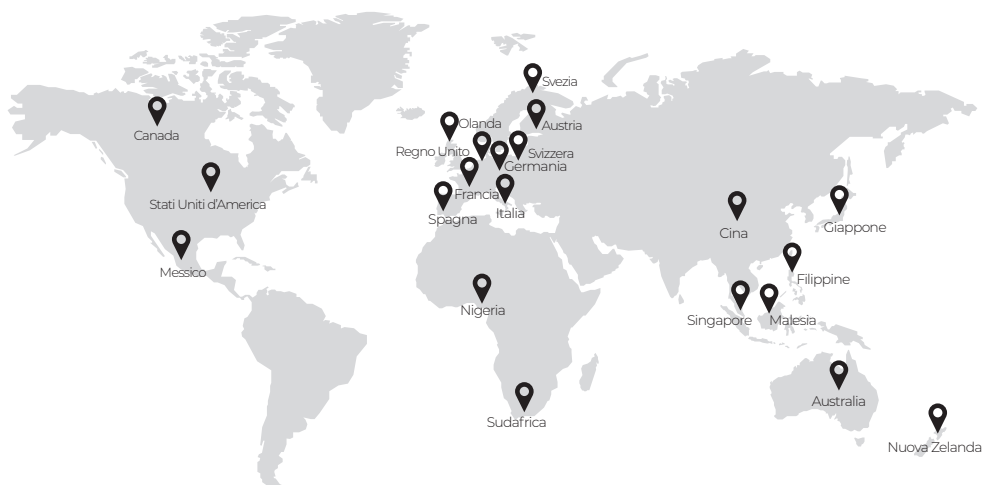 Svezia
Olanda
Austria
Canada
Regno Unito
Svizzera
Germania
Francia
Stati Uniti d'America
Italia
Spagna
Giappone
Cina
Messico
Filippine
Nigeria
Singapore
Malesia
Australia
Sudafrica
Nuova Zelanda